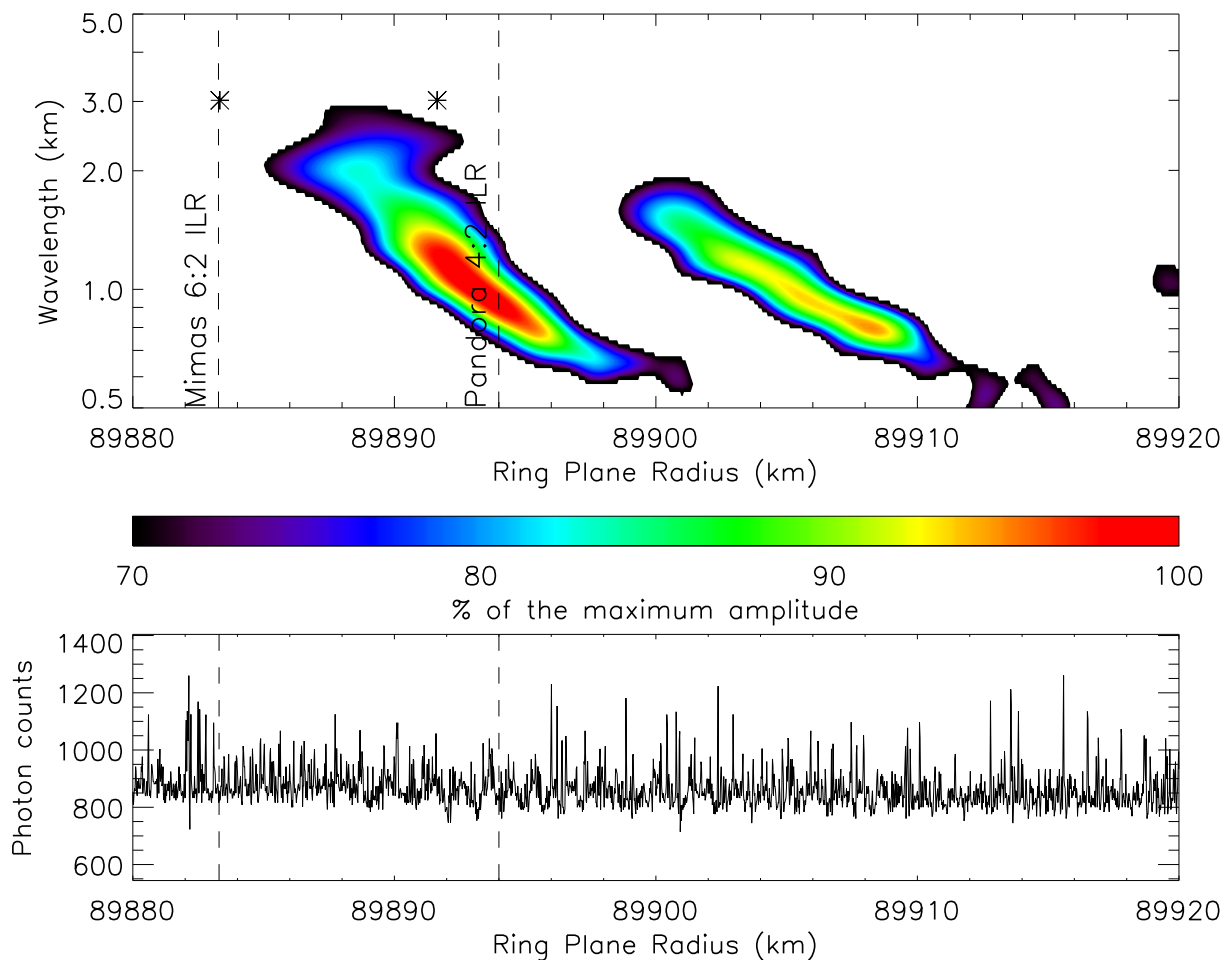 5.0
3.0
2.0
1.0
0.5
Wavelength (km)
Mimas 6:2 ILR
Pandora 4:2 ILR
89880 89890 89900 89910 89920
Ring Plane Radius (km)
70 80 90 100
% of the maximum amplitude
1400
1200
1000
800
600
Photon counts
89880 89890 89900 89910 89920
Ring Plane Radius (km)